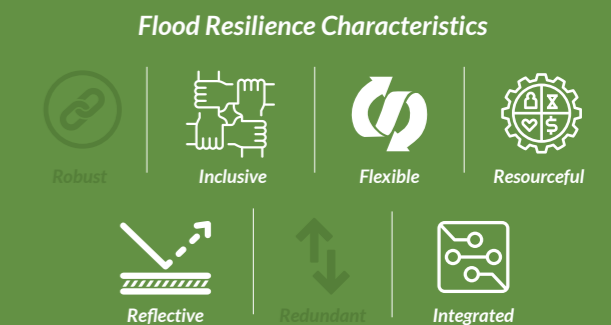 Flood Resilience Characteristics
Robust
Inclusive
Flexible
Resourceful
Reflective
Redundant
Integrated